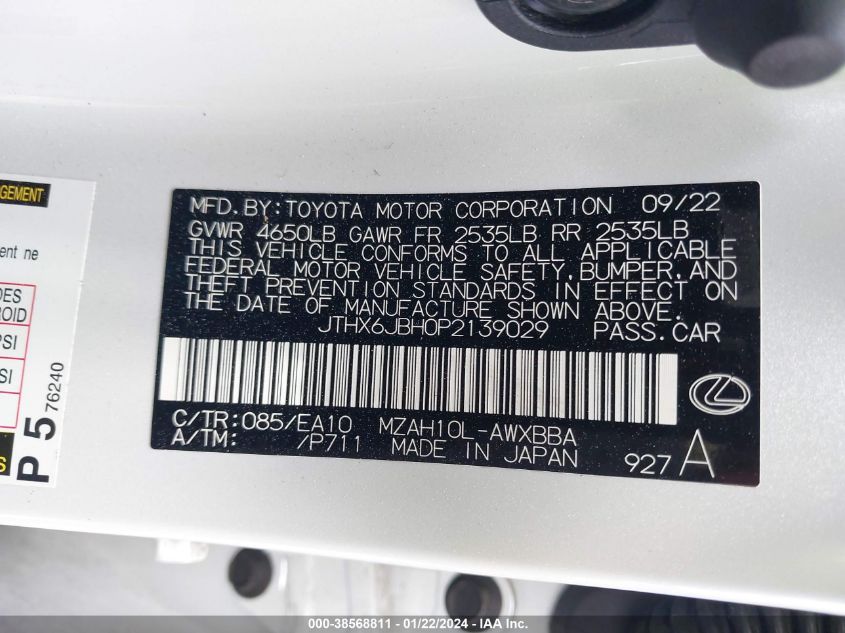 GEMENT
ent ne
DES
ROID
PSI
SI
S
P 5 76240
MFD. BY: TOYOTA MOTOR CORPORATION 09/22
GVWR 4650LB GAWR FR 2535LB RR 2535LB
THIS VEHICLE CONFORMS TO ALL APPLICABLE
FEDERAL MOTOR VEHICLE SAFETY, BUMPER, AND
THEFT PREVENTION STANDARDS IN EFFECT ON
THE DATE OF MANUFACTURE SHOWN ABOVE.
JTHX6JBH0P2139029 PASS. CAR
C/TR: 085/EA10 MZAH10L-AWXBBA
A/TM: /P711 MADE IN JAPAN 927 A
000-38568811 - 01/22/2024 - IAA Inc.